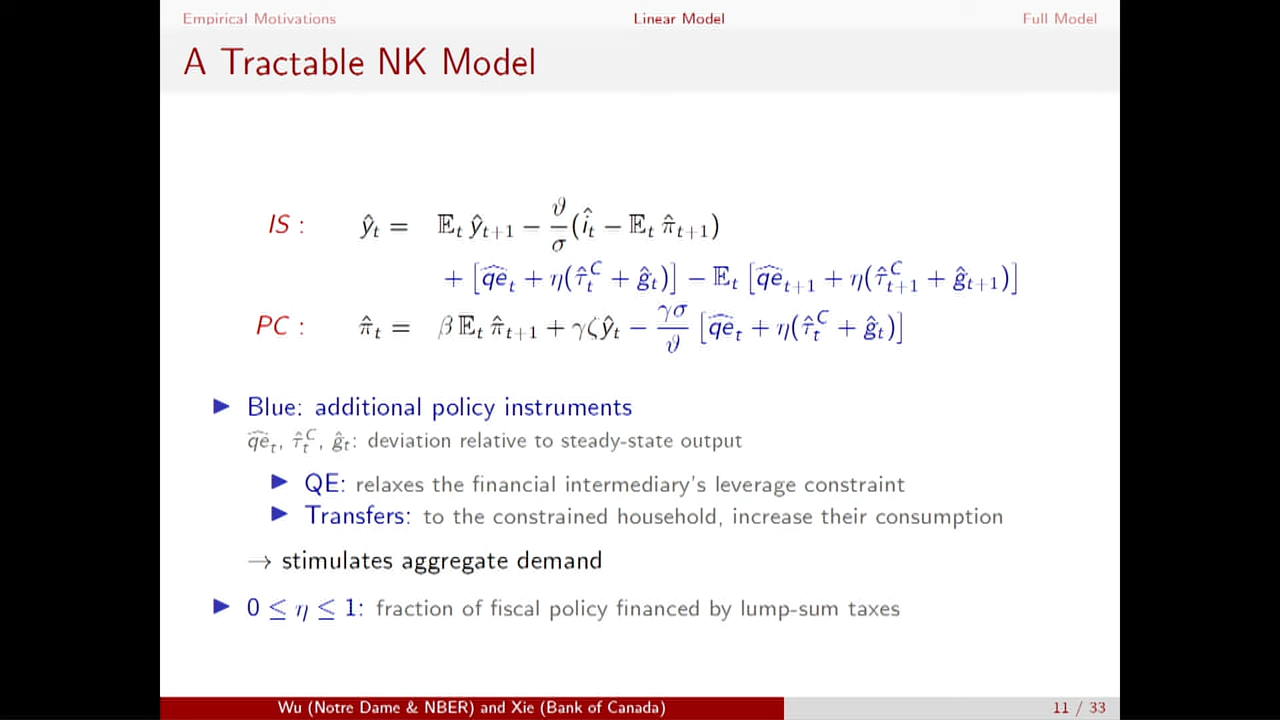 Empirical Motivations Linear Model Full Model
A Tractable NK Model
IS : ŷ_t = 𝔼_t ŷ_{t+1} − ϑ/σ (î_t − 𝔼_t π̂_{t+1})
+ [q̂e_t + η(τ̂_t^C + ĝ_t)] − 𝔼_t [q̂e_{t+1} + η(τ̂_{t+1}^C + ĝ_{t+1})]
PC : π̂_t = β 𝔼_t π̂_{t+1} + γζŷ_t − γσ/ϑ [q̂e_t + η(τ̂_t^C + ĝ_t)]
▶ Blue: additional policy instruments
q̂e_t, τ̂_t^C, ĝ_t: deviation relative to steady-state output
▶ QE: relaxes the financial intermediary's leverage constraint
▶ Transfers: to the constrained household, increase their consumption
→ stimulates aggregate demand
▶ 0 ≤ η ≤ 1: fraction of fiscal policy financed by lump-sum taxes
Wu (Notre Dame & NBER) and Xie (Bank of Canada) 11 / 33